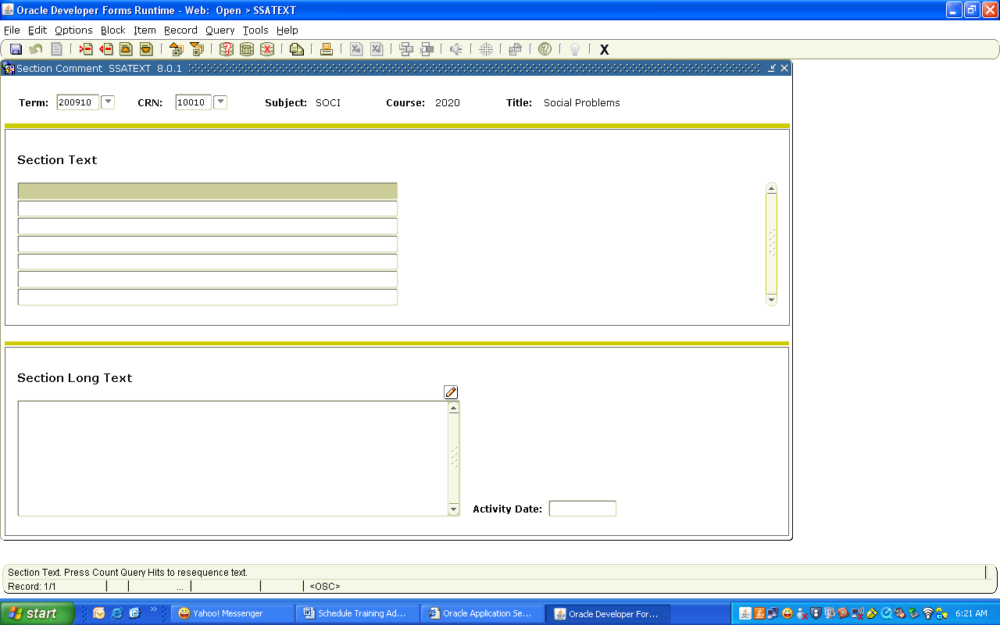 Oracle Developer Forms Runtime - Web: Open > SSATEXT
File Edit Options Block Item Record Query Tools Help
X
Section Comment SSATEXT 8.0.1
Term: 200910 CRN: 10010 Subject: SOCI Course: 2020 Title: Social Problems
Section Text
Section Long Text
Activity Date:
Section Text. Press Count Query Hits to resequence text.
Record: 1/1 ... <OSC>
start Yahoo! Messenger Schedule Training Ad... Oracle Application Se... Oracle Developer For... 6:21 AM